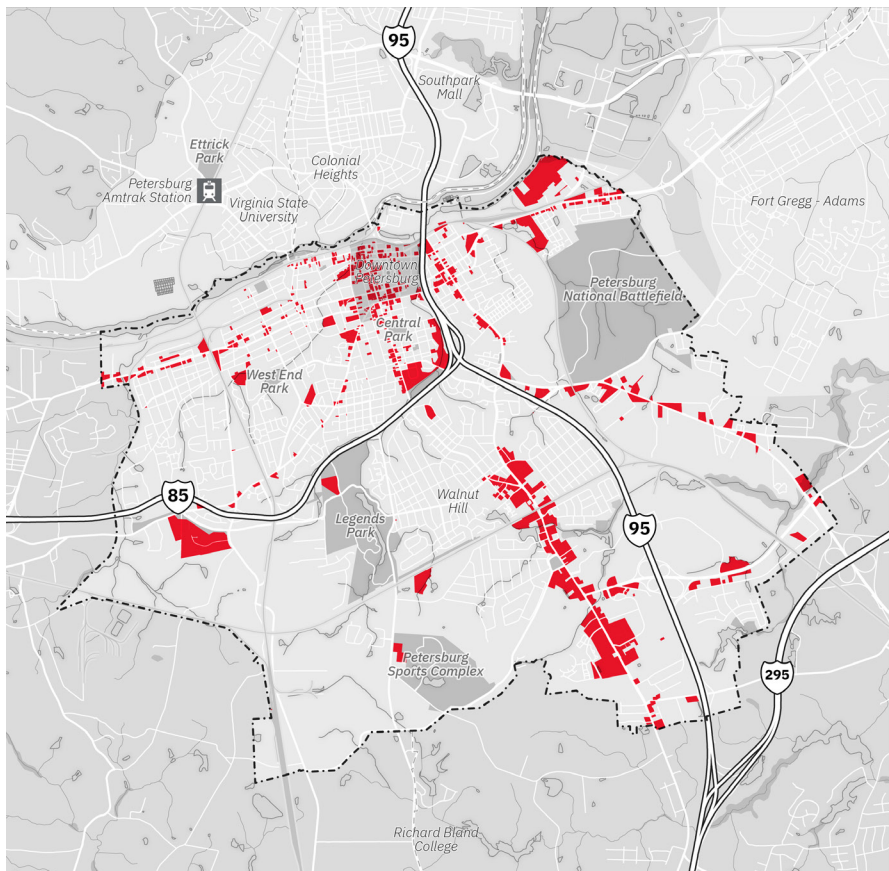 95
Southpark
Mall
Ettrick
Park
Colonial
Heights
Petersburg
Amtrak Station
Virginia State
University
Fort Gregg - Adams
Downtown
Petersburg
Petersburg
National Battlefield
Central
Park
West End
Park
85
Walnut
Hill
Legends
Park
95
Petersburg
Sports Complex
295
Richard Bland
College